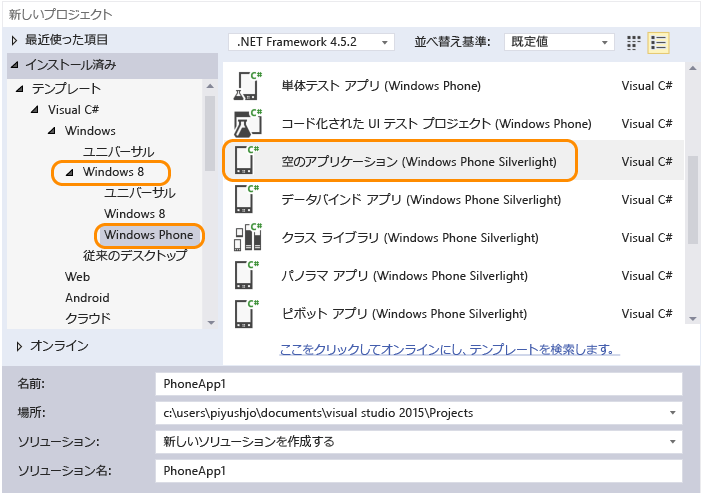 新しいプロジェクト
最近使った項目
.NET Framework 4.5.2
並べ替え基準:
既定値
インストール済み
テンプレート
Visual C#
Windows
ユニバーサル
Windows 8
ユニバーサル
Windows 8
Windows Phone
従来のデスクトップ
Web
Android
クラウド
オンライン
C# 単体テスト アプリ (Windows Phone) Visual C#
C# コード化された UI テスト プロジェクト (Windows Phone) Visual C#
C# 空のアプリケーション (Windows Phone Silverlight) Visual C#
C# データバインド アプリ (Windows Phone Silverlight) Visual C#
C# クラス ライブラリ (Windows Phone Silverlight) Visual C#
C# パノラマ アプリ (Windows Phone Silverlight) Visual C#
C# ピボット アプリ (Windows Phone Silverlight) Visual C#
ここをクリックしてオンラインにし、テンプレートを検索します。
名前: PhoneApp1
場所: c:\users\piyushjo\documents\visual studio 2015\Projects
ソリューション: 新しいソリューションを作成する
ソリューション名: PhoneApp1